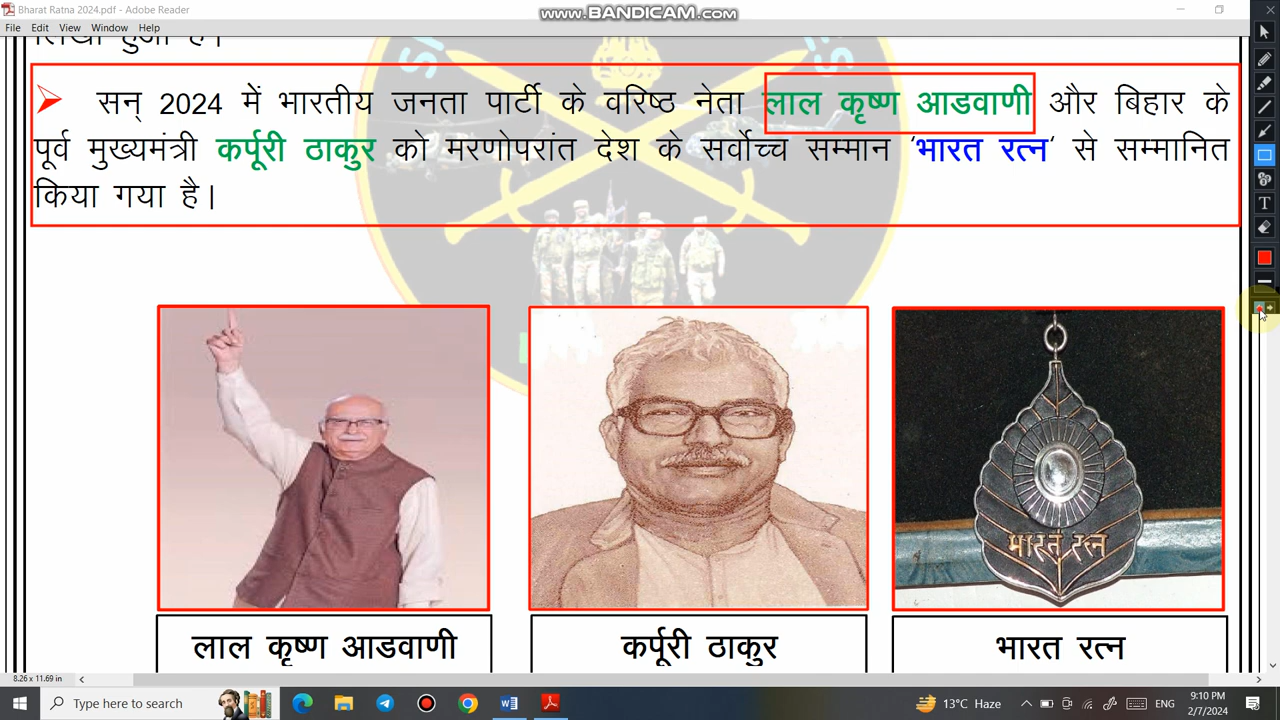 Bharat Ratna 2024.pdf - Adobe Reader
www.BANDICAM.com
File Edit View Window Help
लिखा हुआ है।
➢ सन् 2024 में भारतीय जनता पार्टी के वरिष्ठ नेता लाल कृष्ण आडवाणी और बिहार के
पूर्व मुख्यमंत्री कर्पूरी ठाकुर को मरणोपरांत देश के सर्वोच्च सम्मान ‘भारत रत्न‘ से सम्मानित
किया गया है।
भारत रत्न
लाल कृष्ण आडवाणी
कर्पूरी ठाकुर
भारत रत्न
8.26 x 11.69 in
Type here to search
13°C Haze
ENG
9:10 PM
2/7/2024